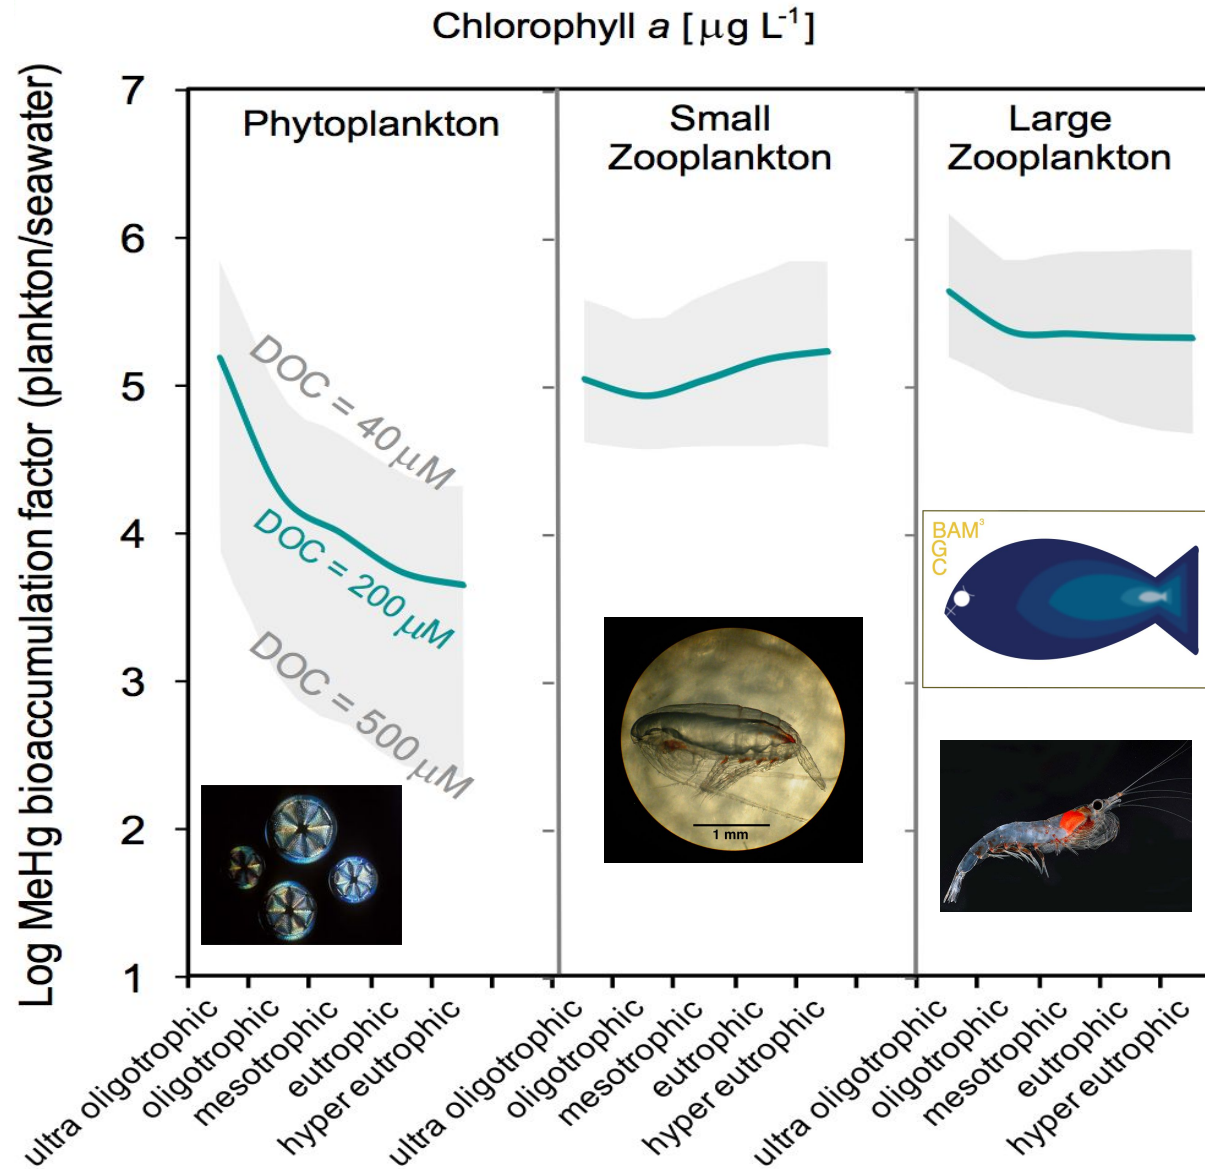 Chlorophyll a [μg L-1]
Log MeHg bioaccumulation factor (plankton/seawater)
7
6
5
4
3
2
1
Phytoplankton
DOC = 40 μM
DOC = 200 μM
DOC = 500 μM
Small
Zooplankton
1 mm
Large
Zooplankton
BAM³
G
C
ultra oligotrophic
oligotrophic
mesotrophic
eutrophic
hyper eutrophic
ultra oligotrophic
oligotrophic
mesotrophic
eutrophic
hyper eutrophic
ultra oligotrophic
oligotrophic
mesotrophic
eutrophic
hyper eutrophic